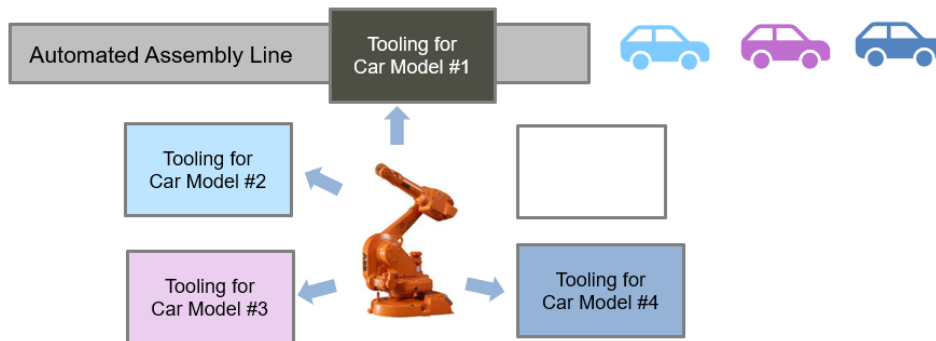 Automated Assembly Line
Tooling for
Car Model #1
Tooling for
Car Model #2
Tooling for
Car Model #3
Tooling for
Car Model #4